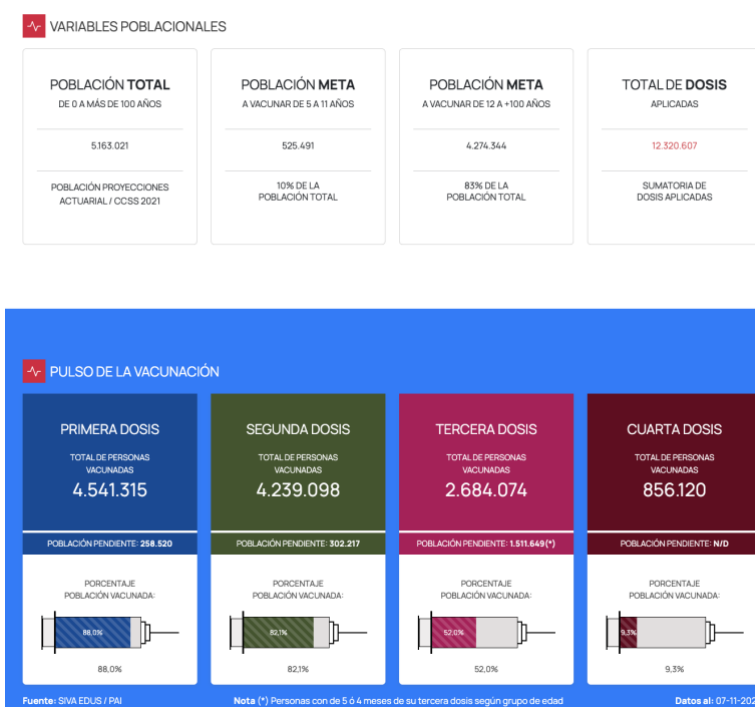 VARIABLES POBLACIONALES
POBLACIÓN TOTAL
DE 0 A MÁS DE 100 AÑOS
5.163.021
POBLACIÓN PROYECCIONES
ACTUARIAL / CCSS 2021
POBLACIÓN META
A VACUNAR DE 5 A 11 AÑOS
525.491
10% DE LA
POBLACIÓN TOTAL
POBLACIÓN META
A VACUNAR DE 12 A +100 AÑOS
4.274.344
83% DE LA
POBLACIÓN TOTAL
TOTAL DE DOSIS
APLICADAS
12.320.607
SUMATORIA DE
DOSIS APLICADAS
PULSO DE LA VACUNACIÓN
PRIMERA DOSIS
TOTAL DE PERSONAS
VACUNADAS
4.541.315
POBLACIÓN PENDIENTE: 258.520
PORCENTAJE
POBLACIÓN VACUNADA:
88,0%
88,0%
SEGUNDA DOSIS
TOTAL DE PERSONAS
VACUNADAS
4.239.098
POBLACIÓN PENDIENTE: 302.217
PORCENTAJE
POBLACIÓN VACUNADA:
82,1%
82,1%
TERCERA DOSIS
TOTAL DE PERSONAS
VACUNADAS
2.684.074
POBLACIÓN PENDIENTE: 1.511.649(*)
PORCENTAJE
POBLACIÓN VACUNADA:
52,0%
52,0%
CUARTA DOSIS
TOTAL DE PERSONAS
VACUNADAS
856.120
POBLACIÓN PENDIENTE: N/D
PORCENTAJE
POBLACIÓN VACUNADA:
9,3%
9,3%
Fuente: SIVA EDUS / PAI
Nota (*) Personas con de 5 ó 4 meses de su tercera dosis según grupo de edad
Datos al: 07-11-202